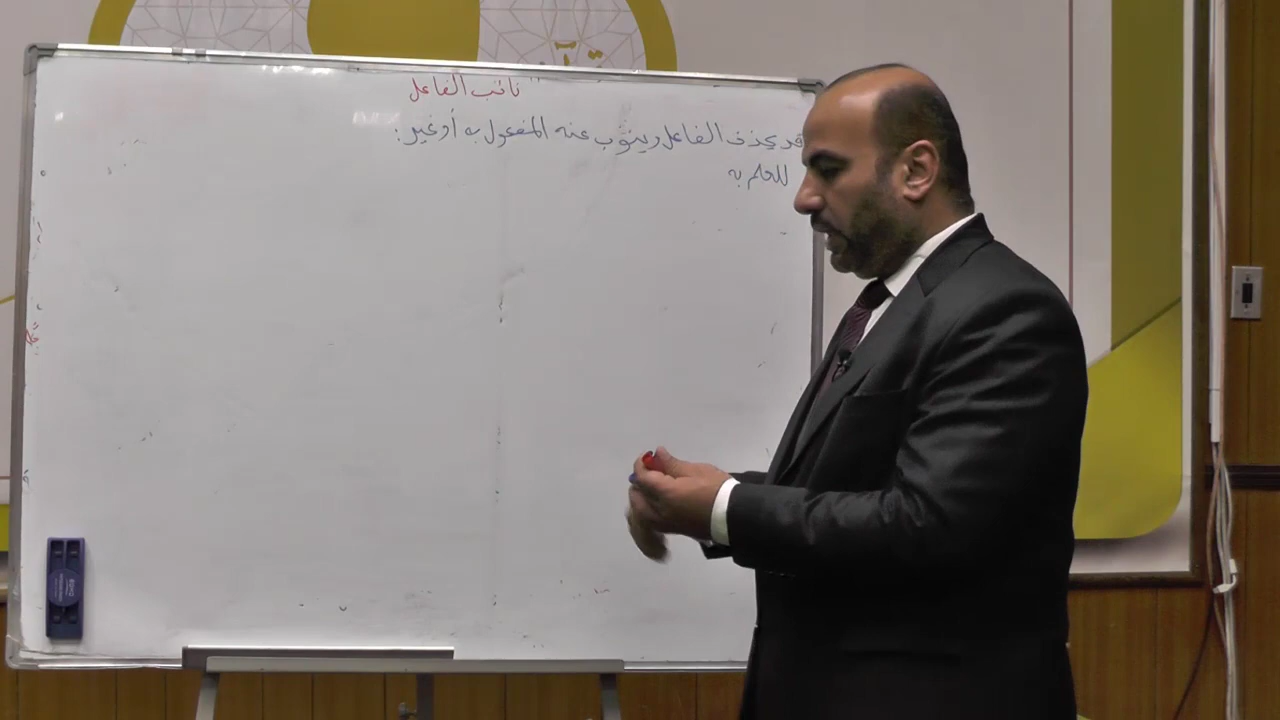 نائب الفاعل
قد يحذف الفاعل وينوب عنه المفعول به أو غير:
للعلم به